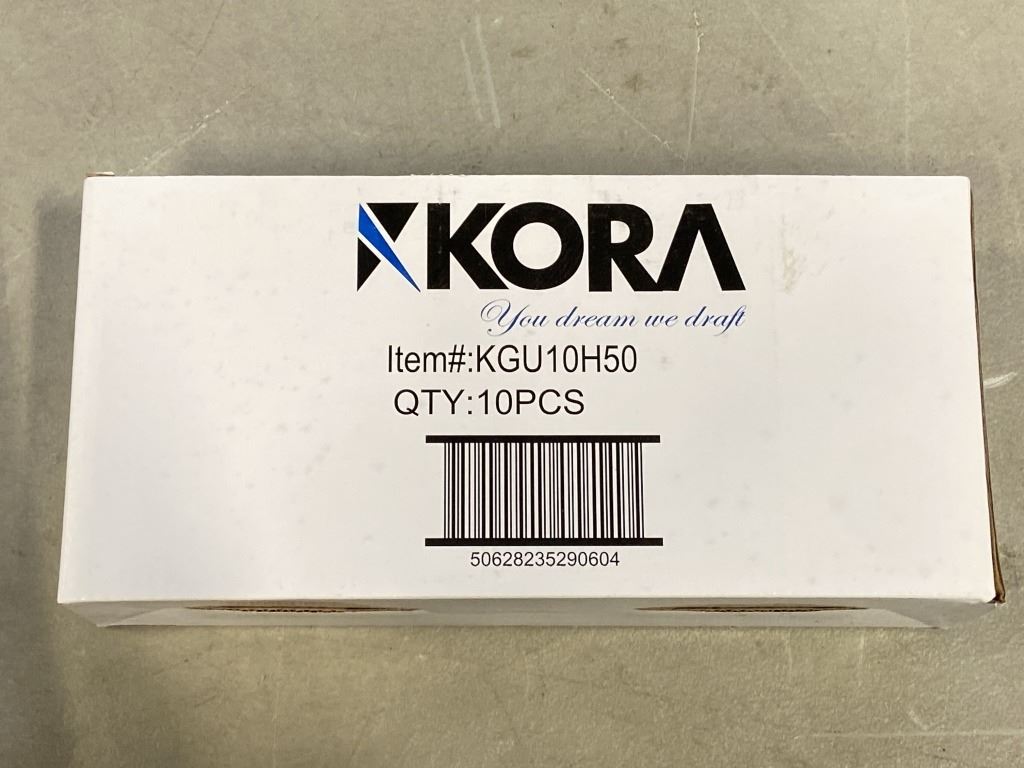 KORA
You dream we draft
Item#:KGU10H50
QTY:10PCS
50628235290604